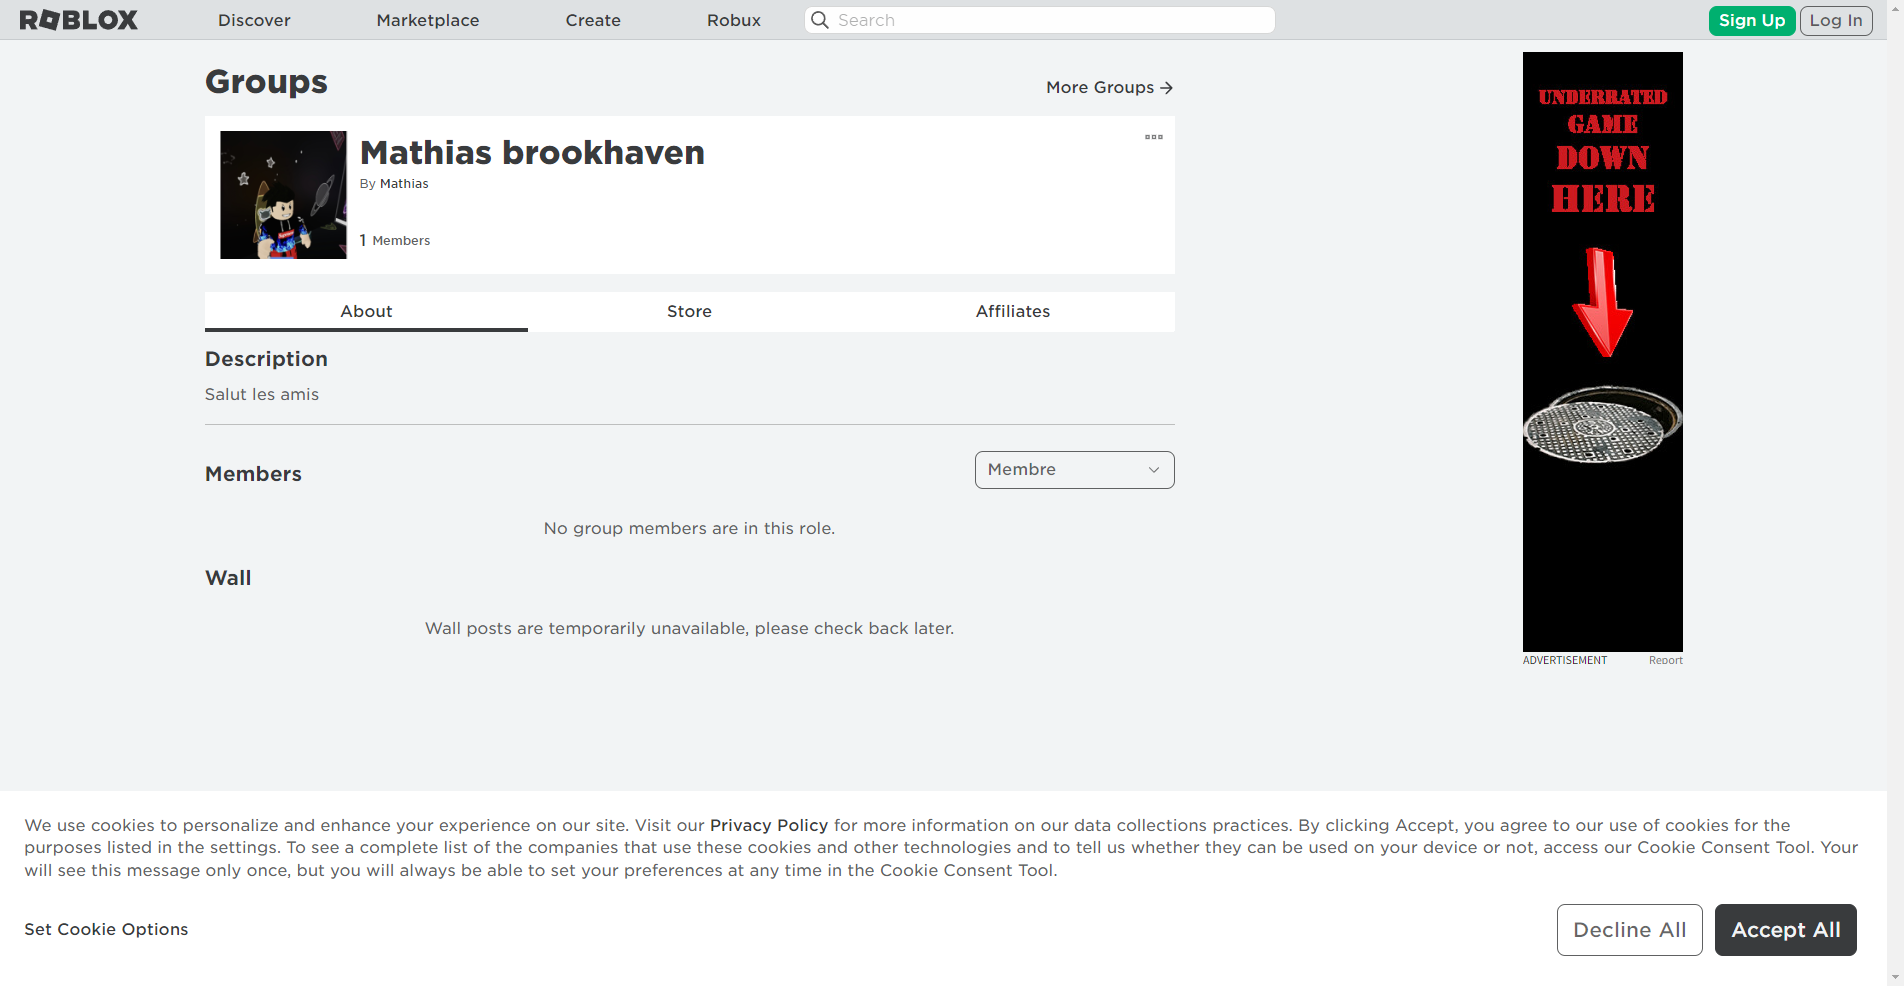 ROBLOX
Discover
Marketplace
Create
Robux
Search
Sign Up
Log In
Groups
More Groups
Mathias brookhaven
By Mathias
1 Members
About
Store
Affiliates
Description
Salut les amis
Members
Membre
No group members are in this role.
Wall
Wall posts are temporarily unavailable, please check back later.
UNDERRATED
GAME
DOWN
HERE
ADVERTISEMENT
Report
We use cookies to personalize and enhance your experience on our site. Visit our Privacy Policy for more information on our data collections practices. By clicking Accept, you agree to our use of cookies for the
purposes listed in the settings. To see a complete list of the companies that use these cookies and other technologies and to tell us whether they can be used on your device or not, access our Cookie Consent Tool. Your
will see this message only once, but you will always be able to set your preferences at any time in the Cookie Consent Tool.
Set Cookie Options
Decline All
Accept All